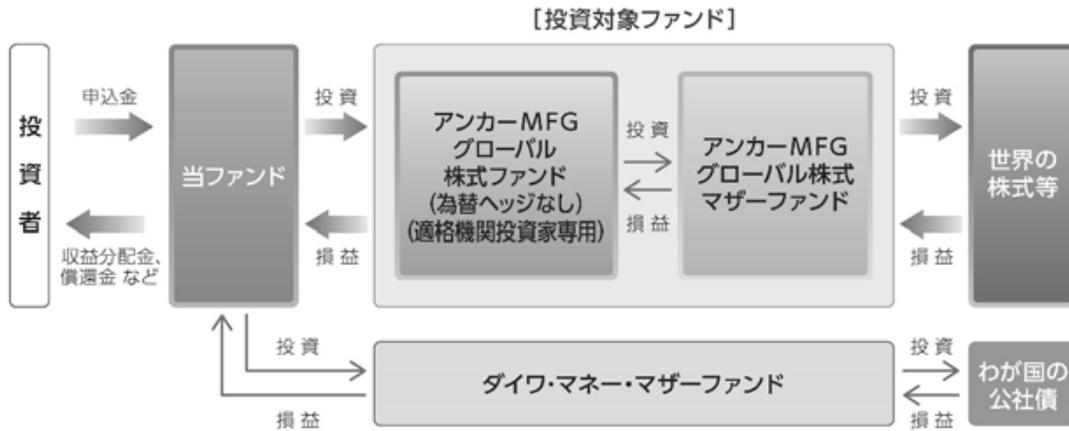 [投資対象ファンド]
投資者
申込金
収益分配金、
償還金 など
当ファンド
投資
損益
アンカーMFG
グローバル
株式ファンド
(為替ヘッジなし)
(適格機関投資家専用)
投資
損益
アンカーMFG
グローバル株式
マザーファンド
投資
損益
世界の
株式等
投資
損益
ダイワ・マネー・マザーファンド
投資
損益
わが国の
公社債